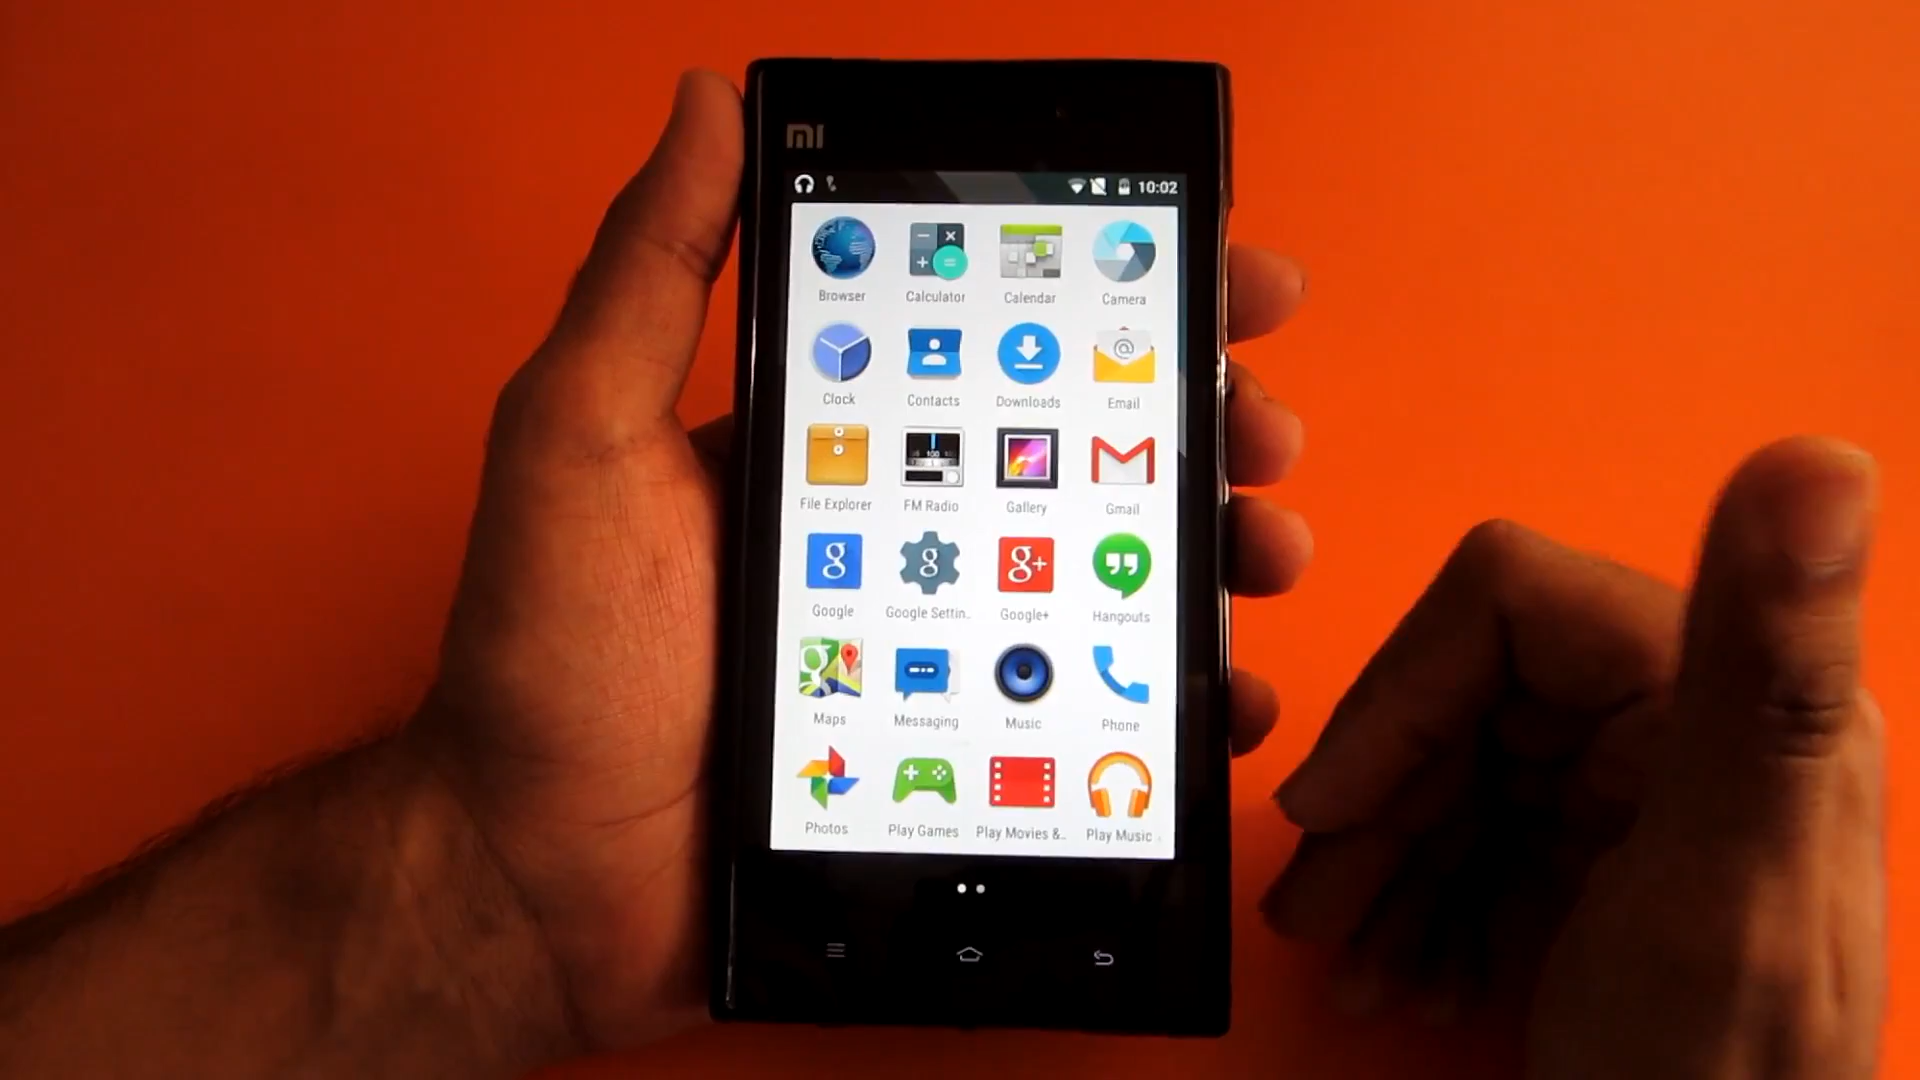 mi
10:02
Browser Calculator Calendar Camera
Clock Contacts Downloads @ Email
File Explorer FM Radio 100 Gallery Gmail
g Google g Google Settin.. g+ Google+ Hangouts
g Maps Messaging Music Phone
Photos Play Games Play Movies &.. Play Music